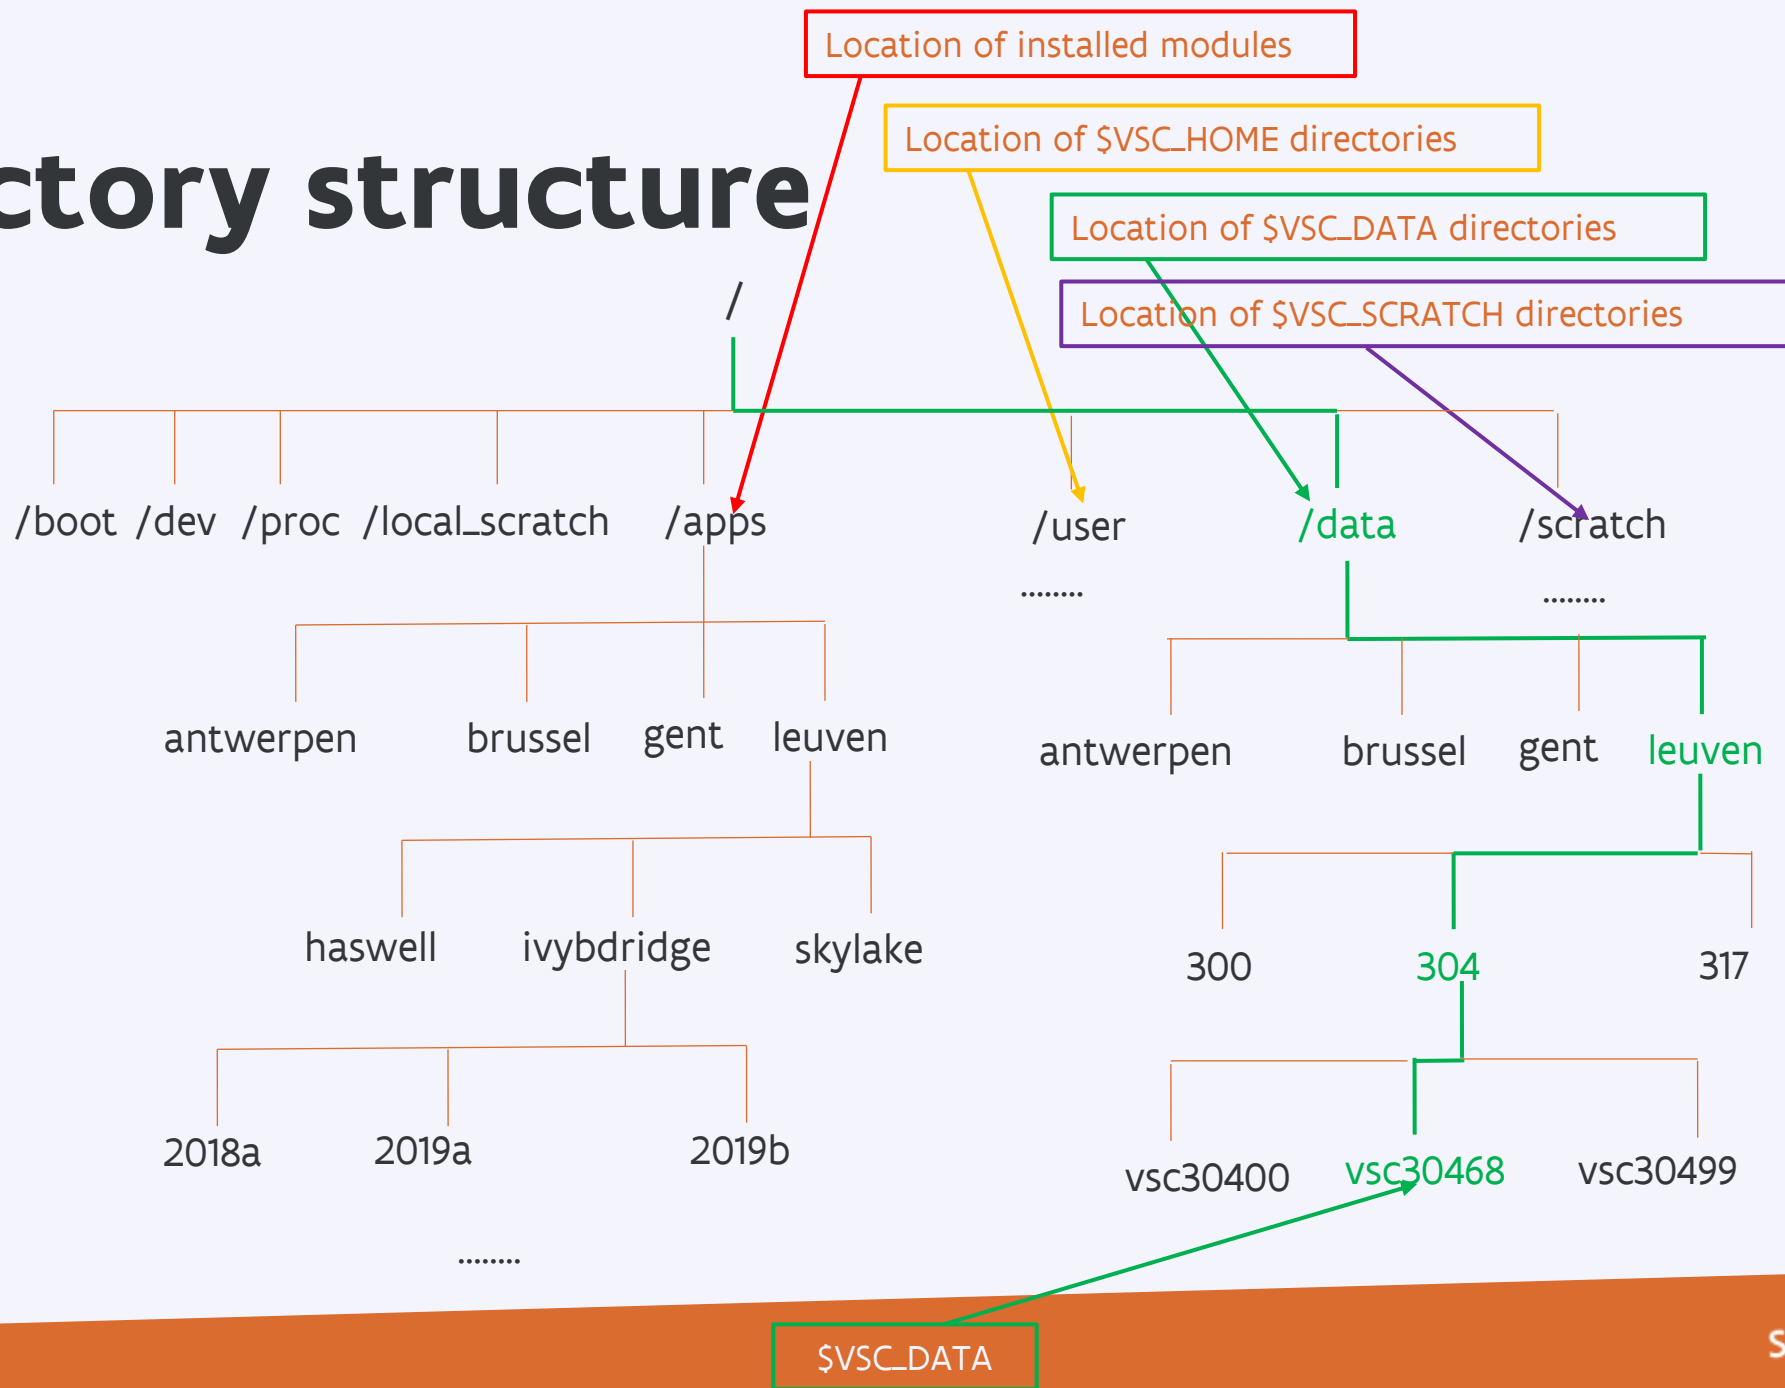 Location of installed modules
Location of $VSC_HOME directories
ctory structure
Location of $VSC_DATA directories
/
Location of $VSC_SCRATCH directories
/boot /dev /proc /local_scratch /apps /user /data /scratch
........ ........
antwerpen brussel gent leuven antwerpen brussel gent leuven
haswell ivybdridge skylake 300 304 317
2018a 2019a 2019b vsc30400 vsc30468 vsc30499
........
$VSC_DATA
S